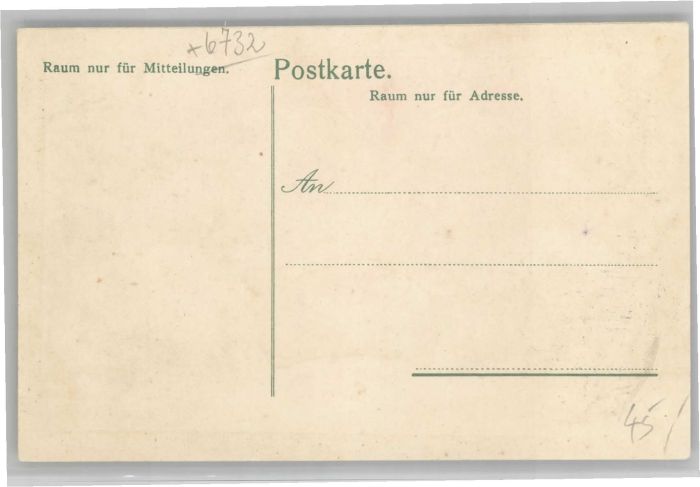 *6732
Raum nur für Mitteilungen.
Postkarte.
Raum nur für Adresse.
An
45/